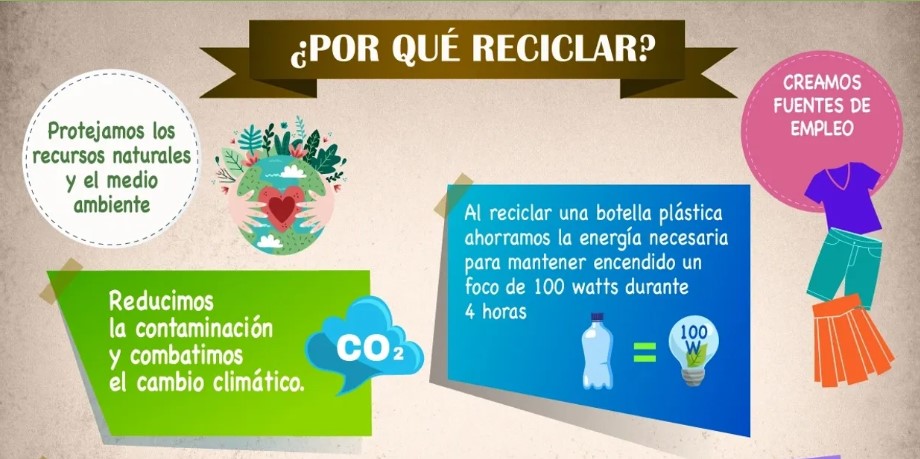 ¿POR QUÉ RECICLAR?
Protejamos los
recursos naturales
y el medio
ambiente
CREAMOS
FUENTES DE
EMPLEO
Al reciclar una botella plástica
ahorramos la energía necesaria
para mantener encendido un
foco de 100 watts durante
4 horas
100
W
Reducimos
la contaminación
y combatimos
el cambio climático.
CO₂